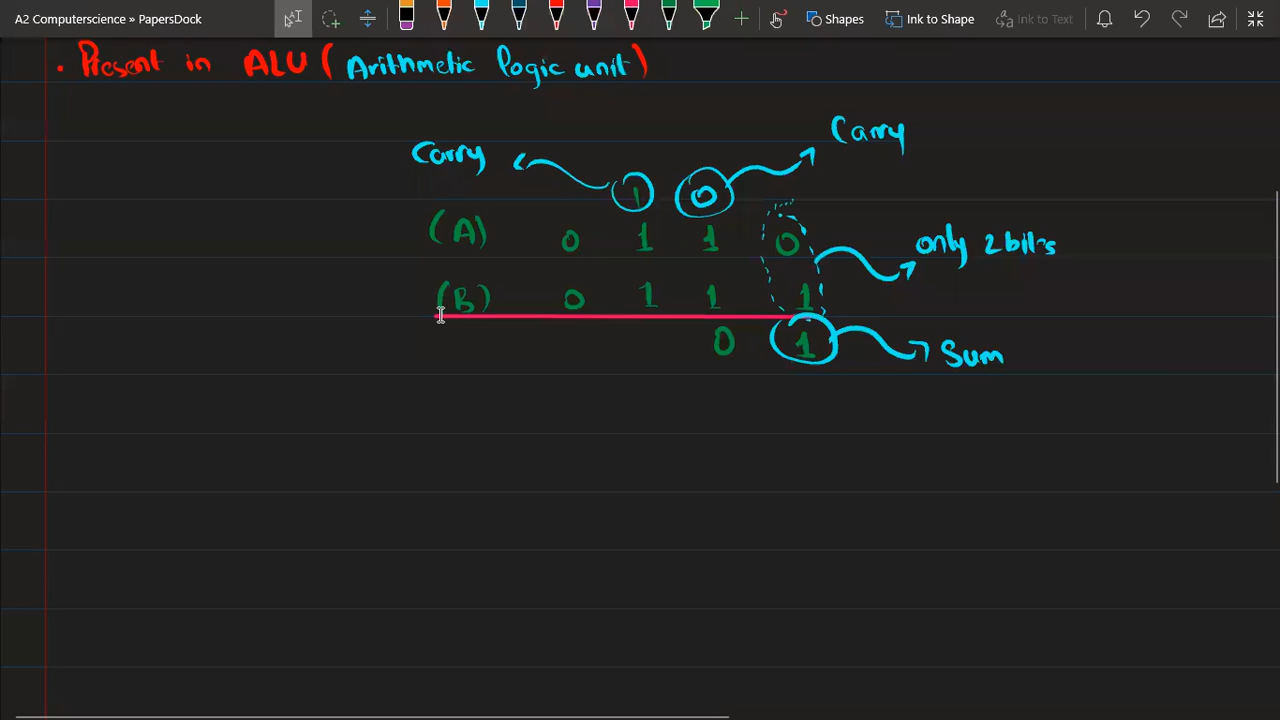 A2 Computerscience » PapersDock
Shapes
Ink to Shape
Ink to Text
. Present in ALU (Arithmetic logic unit)
Carry
Carry
1 0
(A) 0 1 1 0
only 2 bits
(B) 0 1 1 1
0 1
Sum